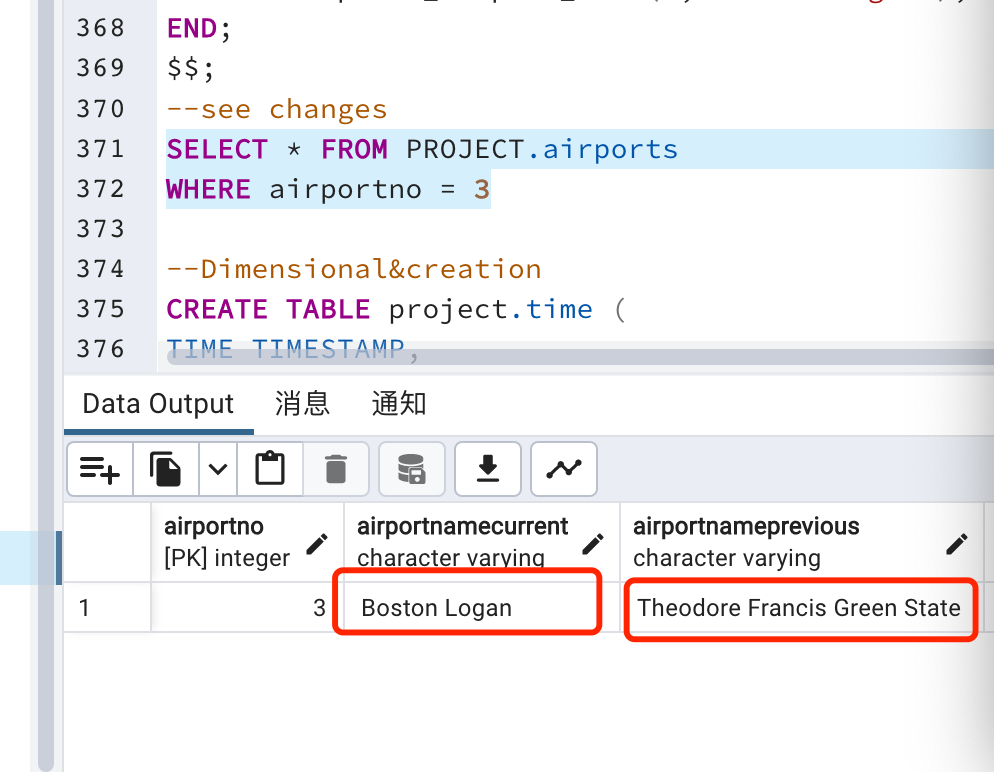 368 END;
369 $$;
370 --see changes
371 SELECT * FROM PROJECT.airports
372 WHERE airportno = 3
373
374 --Dimensional&creation
375 CREATE TABLE project.time (
376 TIME TIMESTAMP,
Data Output 消息 通知
airportno airportnamecurrent airportnameprevious
[PK] integer character varying character varying
1 3 Boston Logan Theodore Francis Green State